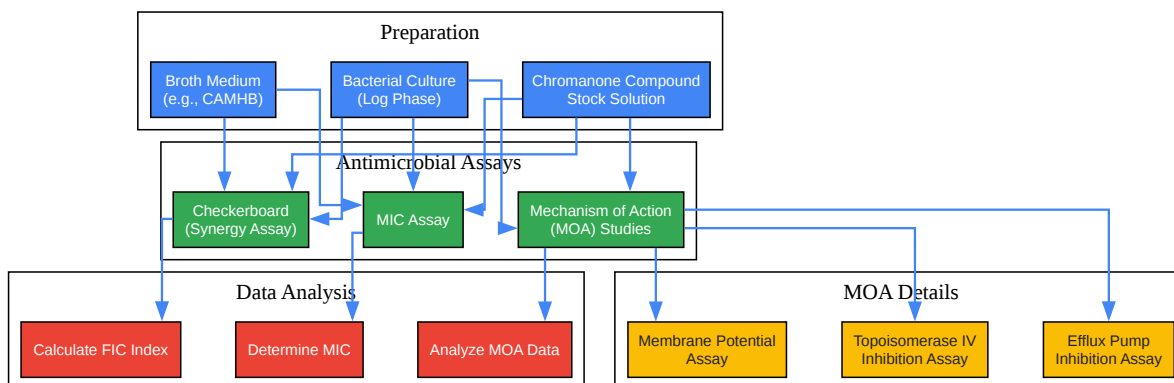 Preparation
Broth Medium
(e.g., CAMHB)
Bacterial Culture
(Log Phase)
Chromanone Compound
Stock Solution
Antimicrobial Assays
Checkerboard
(Synergy Assay)
MIC Assay
Mechanism of Action
(MOA) Studies
Data Analysis
Calculate FIC Index
Determine MIC
Analyze MOA Data
MOA Details
Membrane Potential
Assay
Topoisomerase IV
Inhibition Assay
Efflux Pump
Inhibition Assay